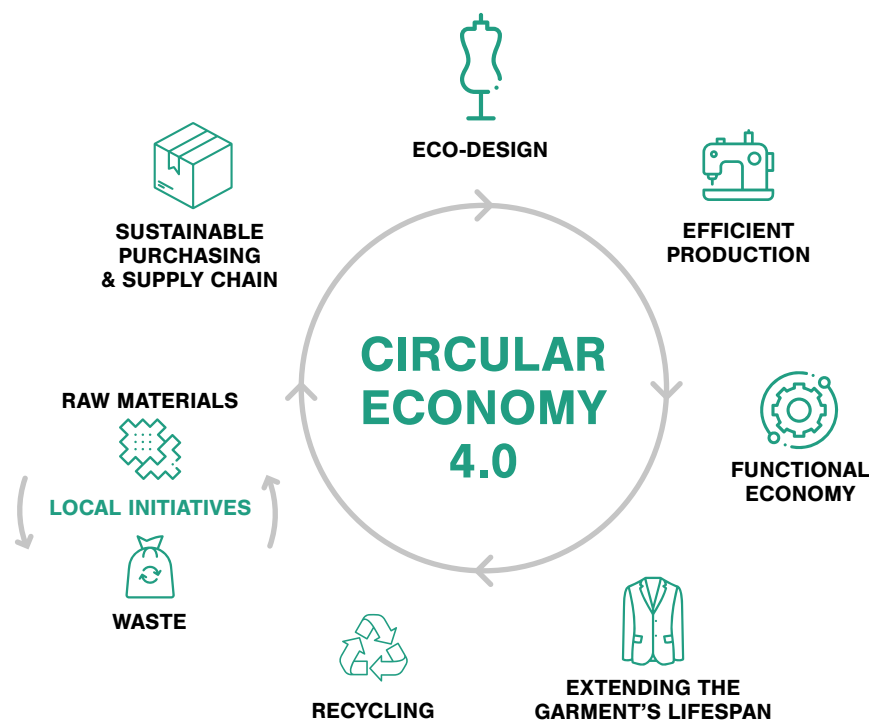 ECO-DESIGN
EFFICIENT
PRODUCTION
FUNCTIONAL
ECONOMY
EXTENDING THE
GARMENT'S LIFESPAN
RECYCLING
RAW MATERIALS
LOCAL INITIATIVES
WASTE
SUSTAINABLE
PURCHASING
& SUPPLY CHAIN
CIRCULAR
ECONOMY
4.0